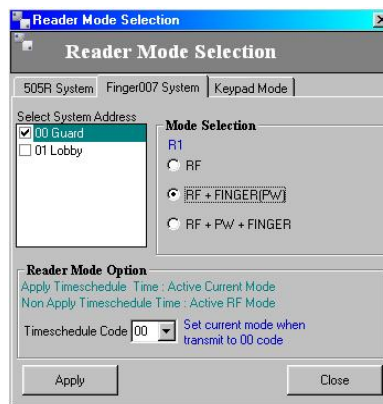 Reader Mode Selection
Reader Mode Selection
505R System
Finger007 System
Keypad Mode
Select System Address
00 Guard
01 Lobby
Mode Selection
R1
RF
RF + FINGER(PW)
RF + PW + FINGER
Reader Mode Option
Apply Timeschedule Time : Active Current Mode
Non Apply Timeschedule Time : Active RF Mode
Timeschedule Code
00
Set current mode when
transmit to 00 code
Apply
Close